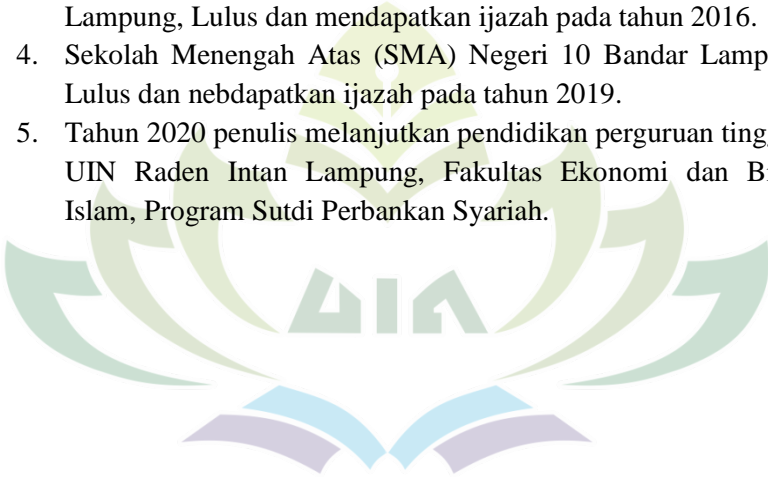 Lampung, Lulus dan mendapatkan ijazah pada tahun 2016.
4. Sekolah Menengah Atas (SMA) Negeri 10 Bandar Lamp
Lulus dan nebdapatkan ijazah pada tahun 2019.
5. Tahun 2020 penulis melanjutkan pendidikan perguruan ting
UIN Raden Intan Lampung, Fakultas Ekonomi dan B
Islam, Program Sutdi Perbankan Syariah.
UIN